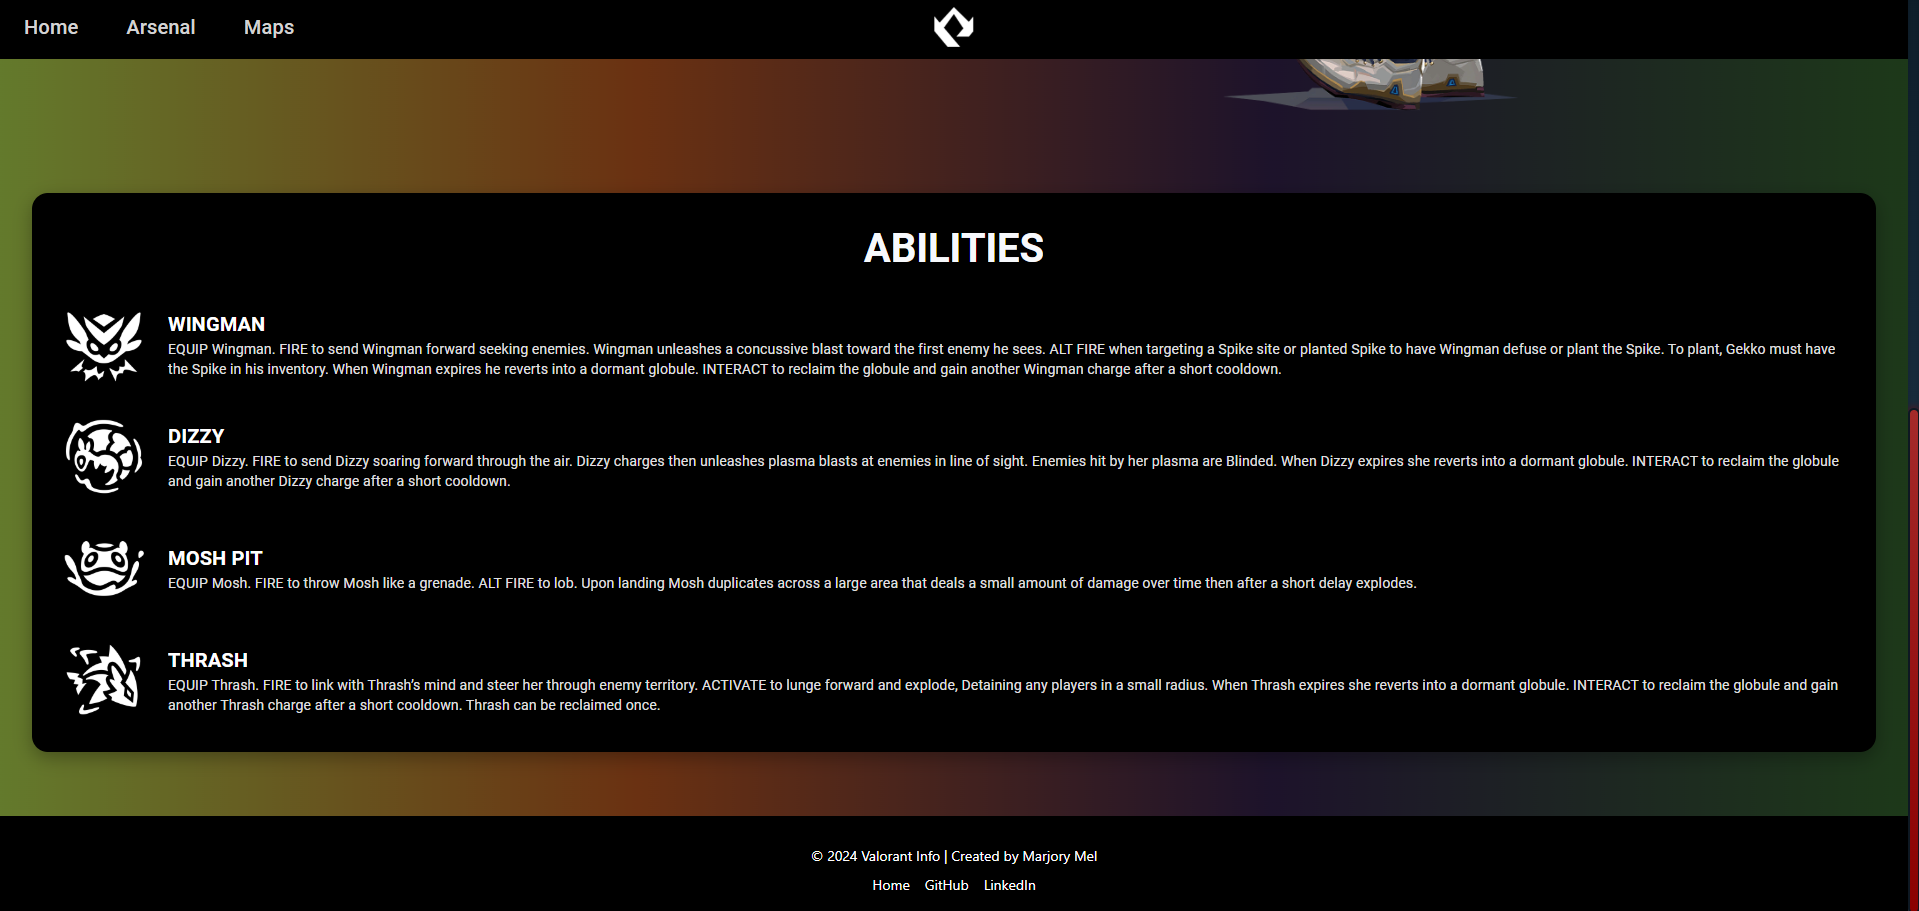 Home Arsenal Maps
ABILITIES
WINGMAN
EQUIP Wingman. FIRE to send Wingman forward seeking enemies. Wingman unleashes a concussive blast toward the first enemy he sees. ALT FIRE when targeting a Spike site or planted Spike to have Wingman defuse or plant the Spike. To plant, Gekko must have
the Spike in his inventory. When Wingman expires he reverts into a dormant globule. INTERACT to reclaim the globule and gain another Wingman charge after a short cooldown.
DIZZY
EQUIP Dizzy. FIRE to send Dizzy soaring forward through the air. Dizzy charges then unleashes plasma blasts at enemies in line of sight. Enemies hit by her plasma are Blinded. When Dizzy expires she reverts into a dormant globule. INTERACT to reclaim the globule
and gain another Dizzy charge after a short cooldown.
MOSH PIT
EQUIP Mosh. FIRE to throw Mosh like a grenade. ALT FIRE to lob. Upon landing Mosh duplicates across a large area that deals a small amount of damage over time then after a short delay explodes.
THRASH
EQUIP Thrash. FIRE to link with Thrash’s mind and steer her through enemy territory. ACTIVATE to lunge forward and explode, Detaining any players in a small radius. When Thrash expires she reverts into a dormant globule. INTERACT to reclaim the globule and gain
another Thrash charge after a short cooldown. Thrash can be reclaimed once.
© 2024 Valorant Info | Created by Marjory Mel
Home GitHub LinkedIn